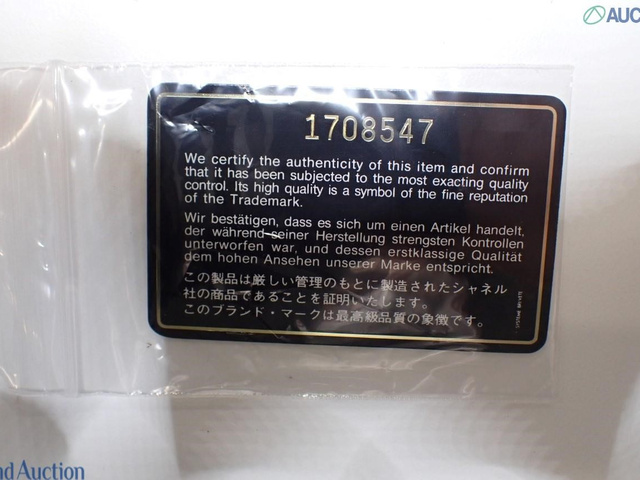 AUC
1708547
We certify the authenticity of this item and confirm
that it has been subjected to the most exacting quality
control. Its high quality is a symbol of the fine reputation
of the Trademark.
Wir bestätigen, dass es sich um einen Artikel handelt,
der während seiner Herstellung strengsten Kontrollen
unterworfen war, und dessen erstklassige Qualität
dem hohen Ansehen unserer Marke entspricht.
この製品は厳しい管理のもとに製造されたシャネル
社の商品であることを証明いたします。
このブランド・マークは最高級品質の象徴です。
nd Auction